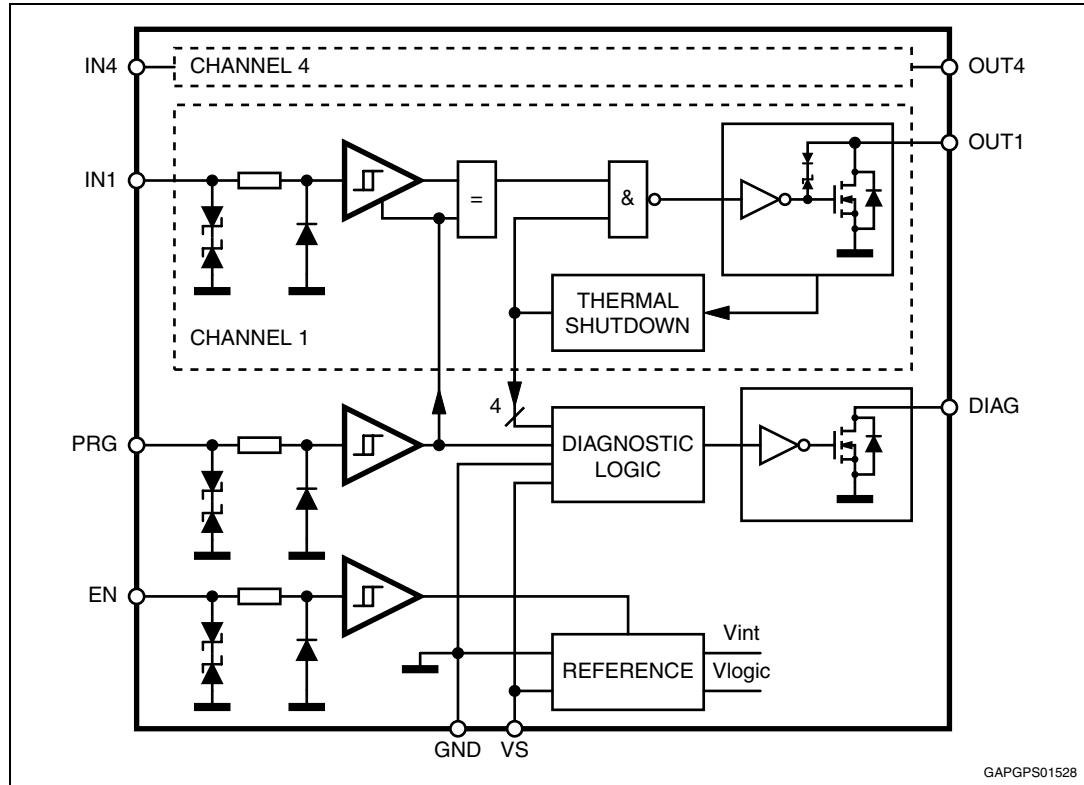 IN4
CHANNEL 4
OUT4
OUT1
IN1
=
&
THERMAL
SHUTDOWN
CHANNEL 1
4
DIAG
PRG
DIAGNOSTIC
LOGIC
EN
Vint
REFERENCE
Vlogic
GND
VS
GAPGPS01528